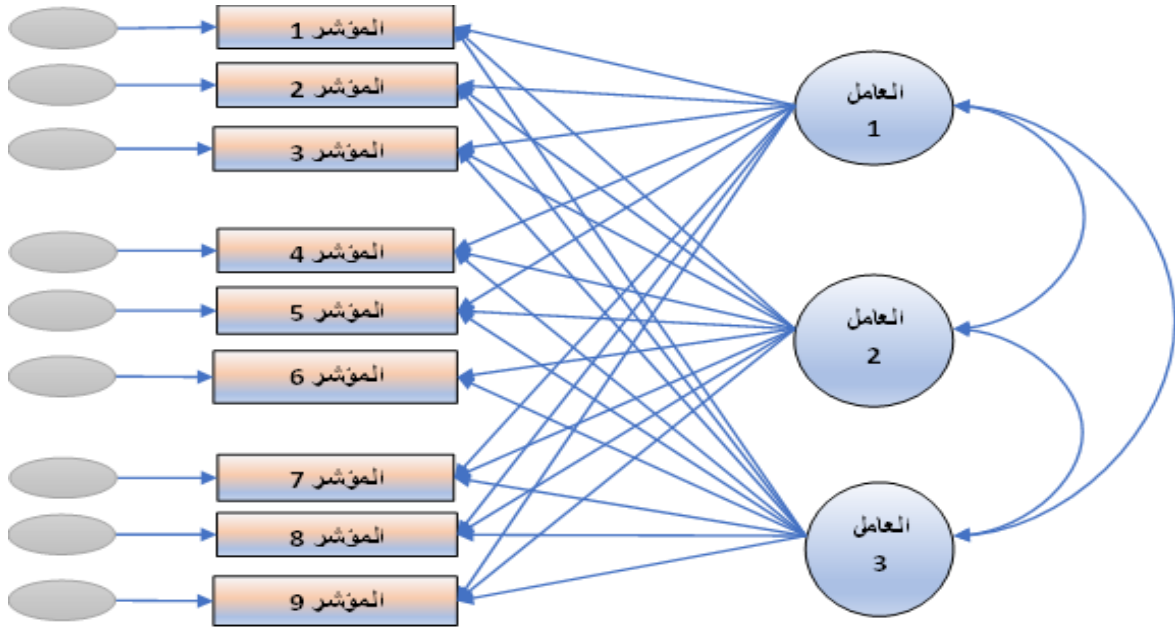 المؤشر 1
المؤشر 2
المؤشر 3
المؤشر 4
المؤشر 5
المؤشر 6
المؤشر 7
المؤشر 8
المؤشر 9
العامل
1
العامل
2
العامل
3